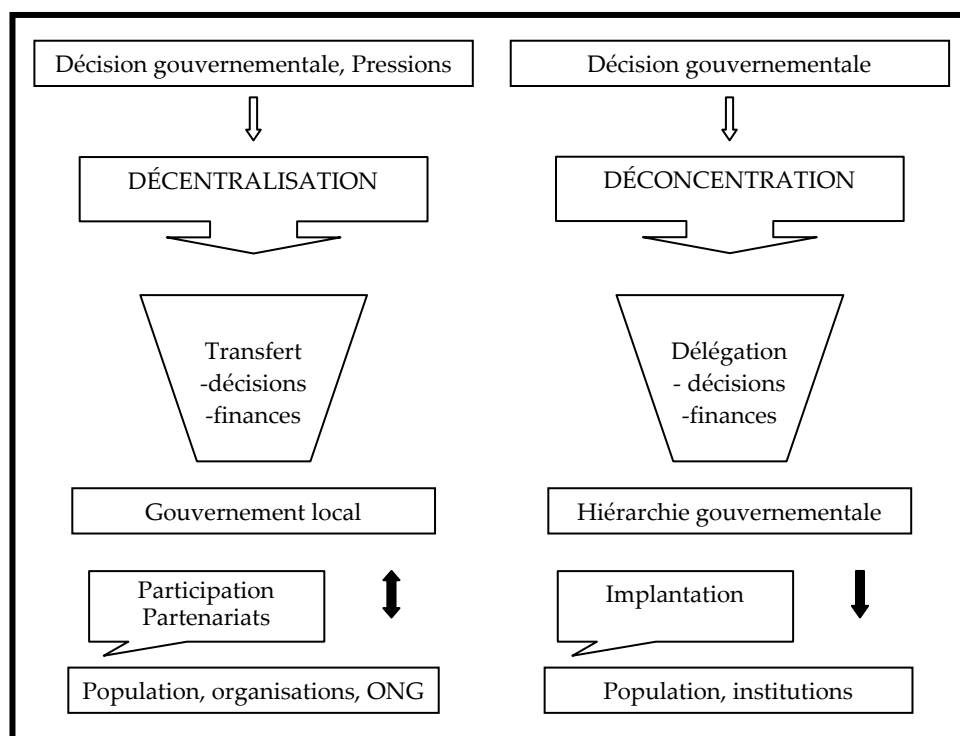 Décision gouvernementale, Pressions
DÉCENTRALISATION
Transfert
-décisions
-finances
Gouvernement local
Participation
Partenariats
Population, organisations, ONG
Décision gouvernementale
DÉCONCENTRATION
Délégation
- décisions
-finances
Hiérarchie gouvernementale
Implantation
Population, institutions